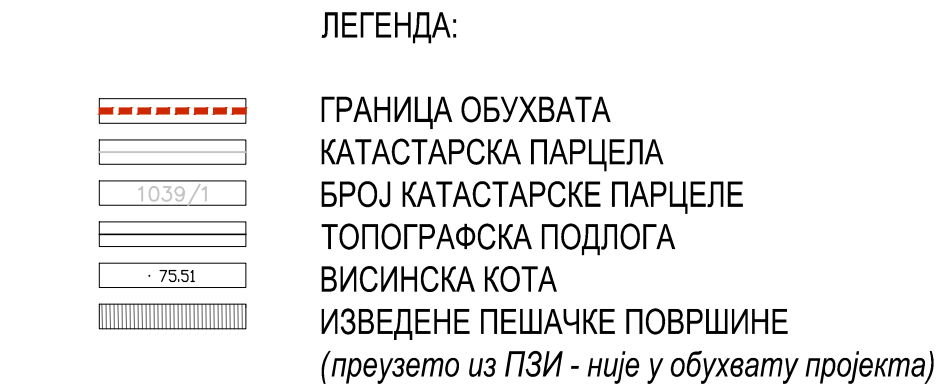 ЛЕГЕНДА:
ГРАНИЦА ОБУХВАТА
КАТАСТАРСКА ПАРЦЕЛА
1039/1 БРОЈ КАТАСТАРСКЕ ПАРЦЕЛЕ
ТОПОГРАФСКА ПОДЛОГА
· 75.51 ВИСИНСКА КОТА
ИЗВЕДЕНЕ ПЕШАЧКЕ ПОВРШИНЕ
(преузето из ПЗИ - није у обухвату пројекта)